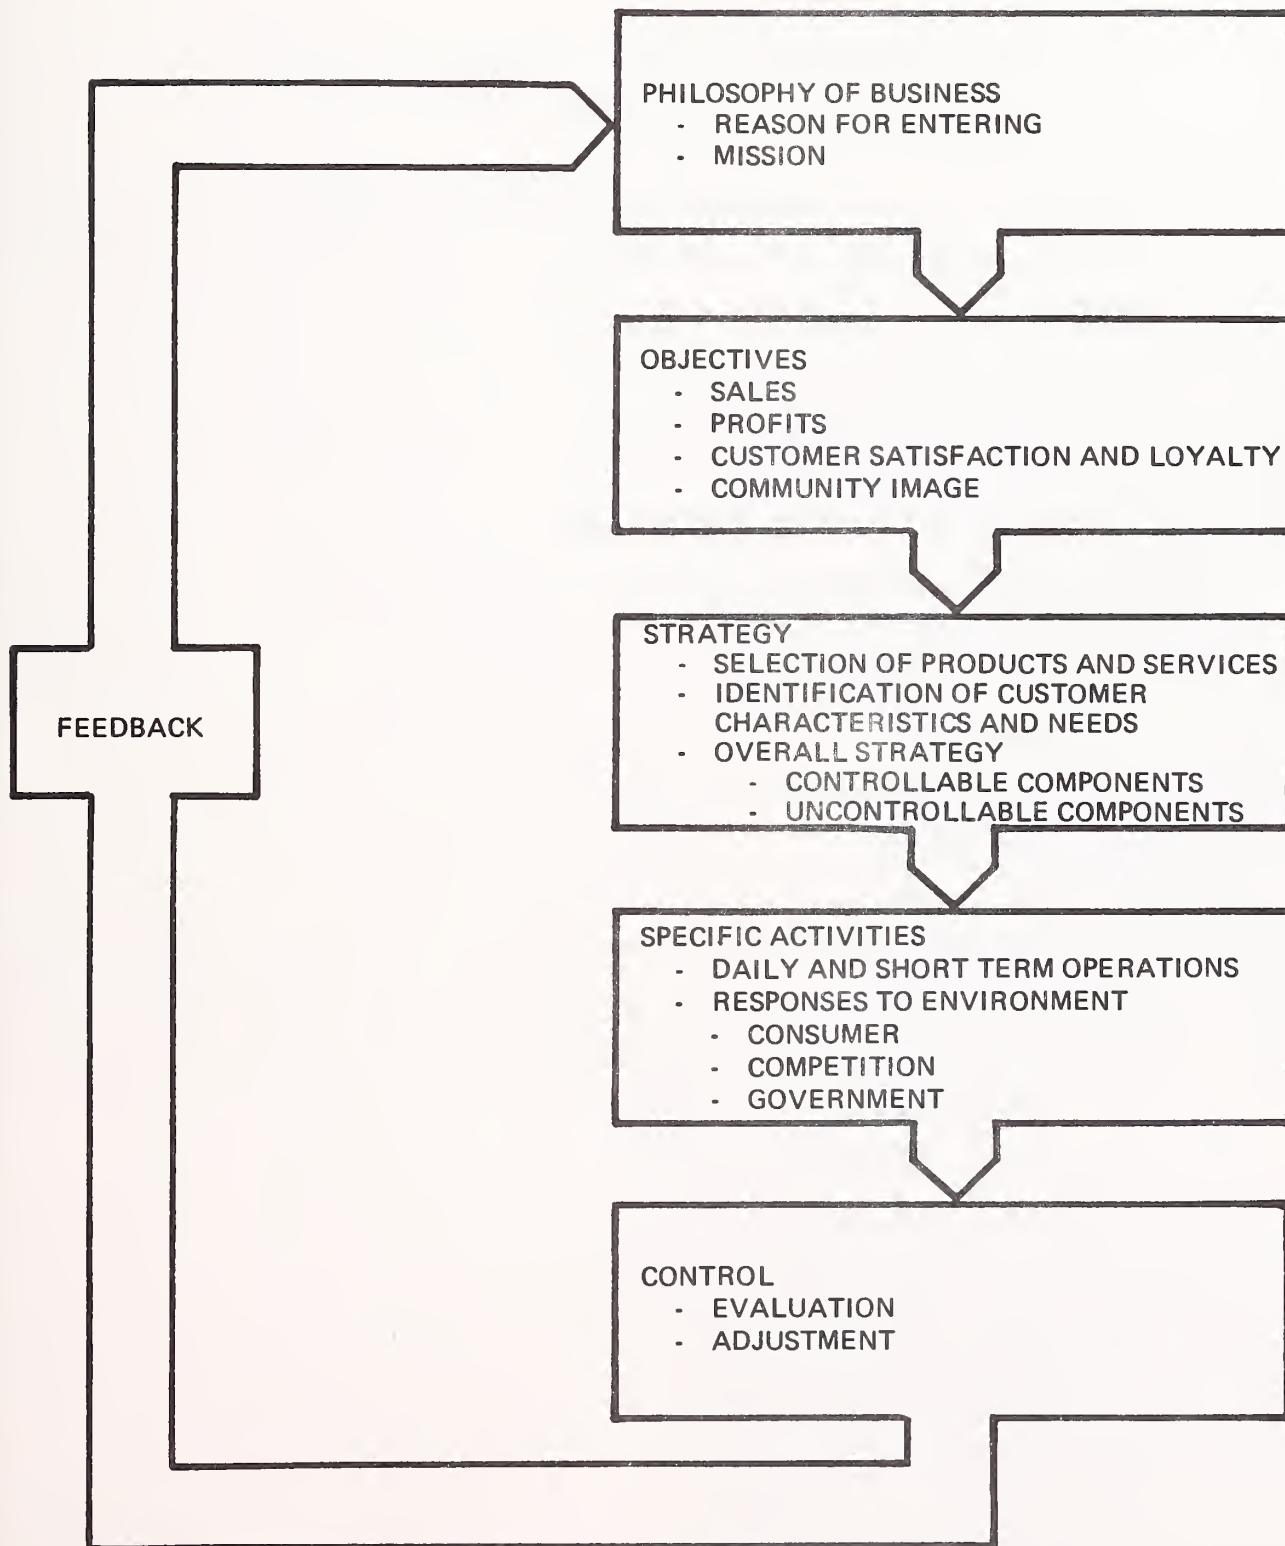 PHILOSOPHY OF BUSINESS
- REASON FOR ENTERING
- MISSION
OBJECTIVES
- SALES
- PROFITS
- CUSTOMER SATISFACTION AND LOYALTY
- COMMUNITY IMAGE
STRATEGY
- SELECTION OF PRODUCTS AND SERVICES
- IDENTIFICATION OF CUSTOMER
CHARACTERISTICS AND NEEDS
- OVERALL STRATEGY
- CONTROLLABLE COMPONENTS
- UNCONTROLLABLE COMPONENTS
FEEDBACK
SPECIFIC ACTIVITIES
- DAILY AND SHORT TERM OPERATIONS
- RESPONSES TO ENVIRONMENT
- CONSUMER
- COMPETITION
- GOVERNMENT
CONTROL
- EVALUATION
- ADJUSTMENT